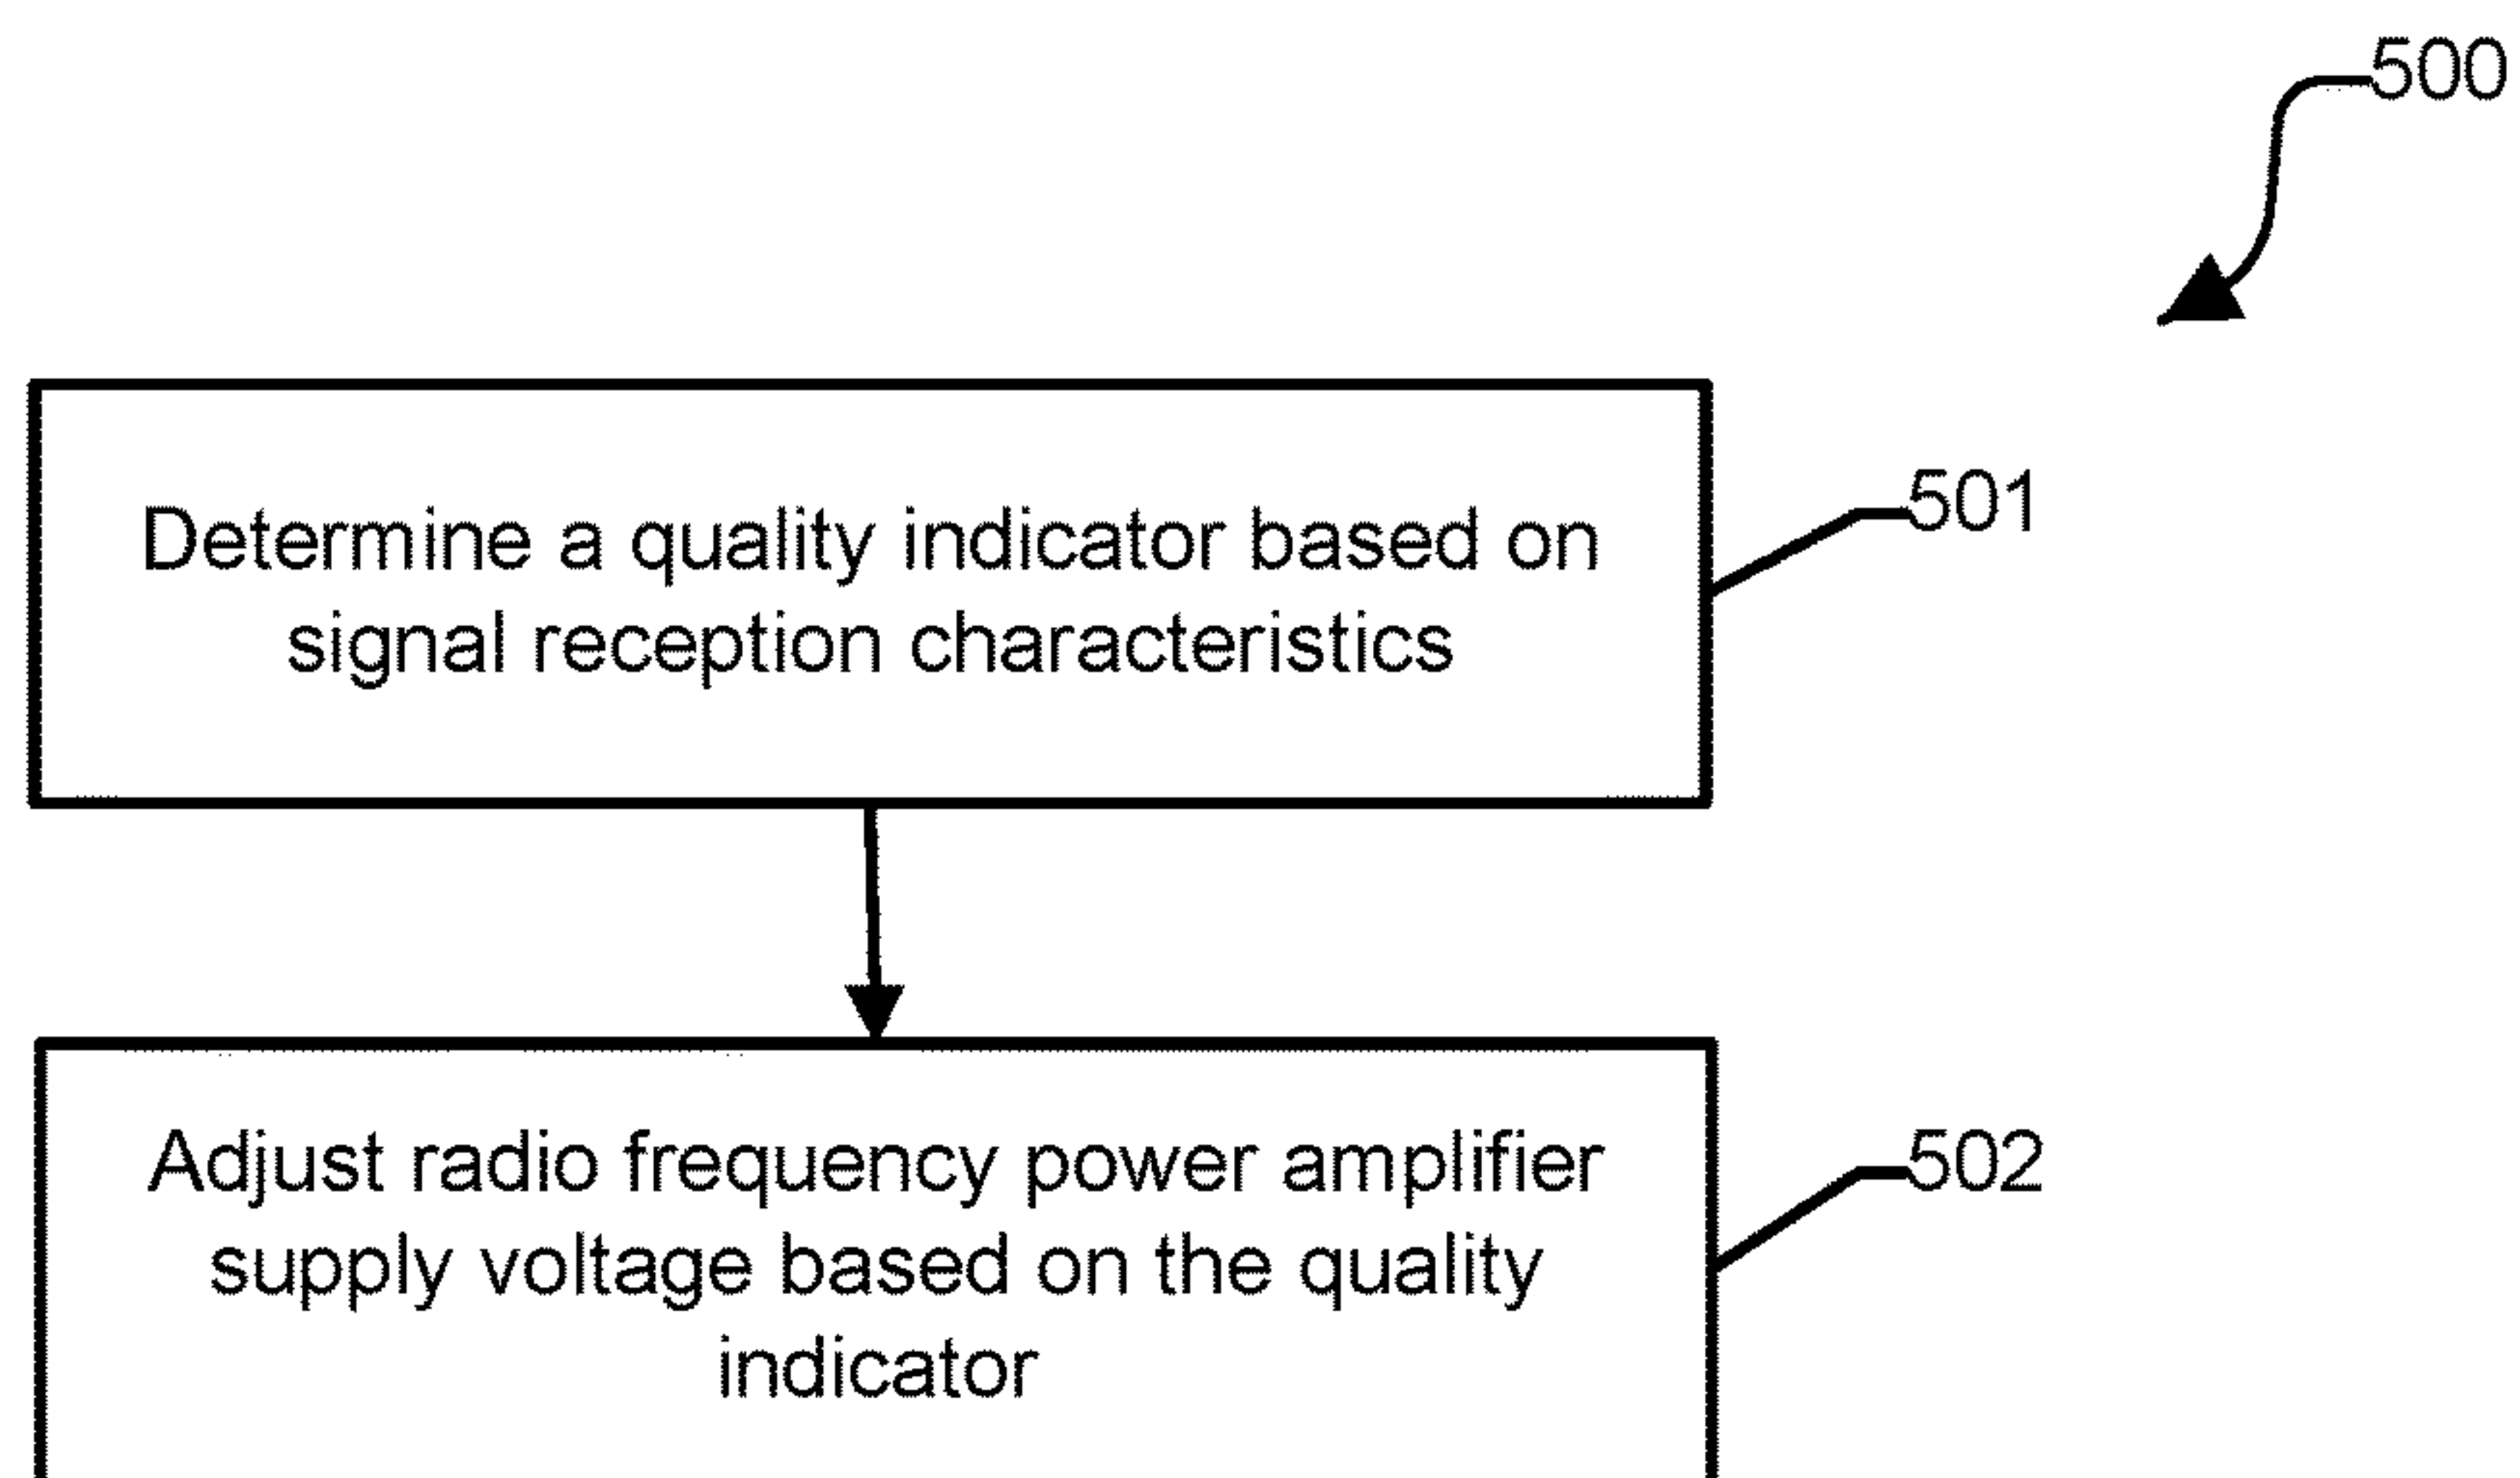 500
Determine a quality indicator based on
signal reception characteristics
501
Adjust radio frequency power amplifier
supply voltage based on the quality
indicator
502